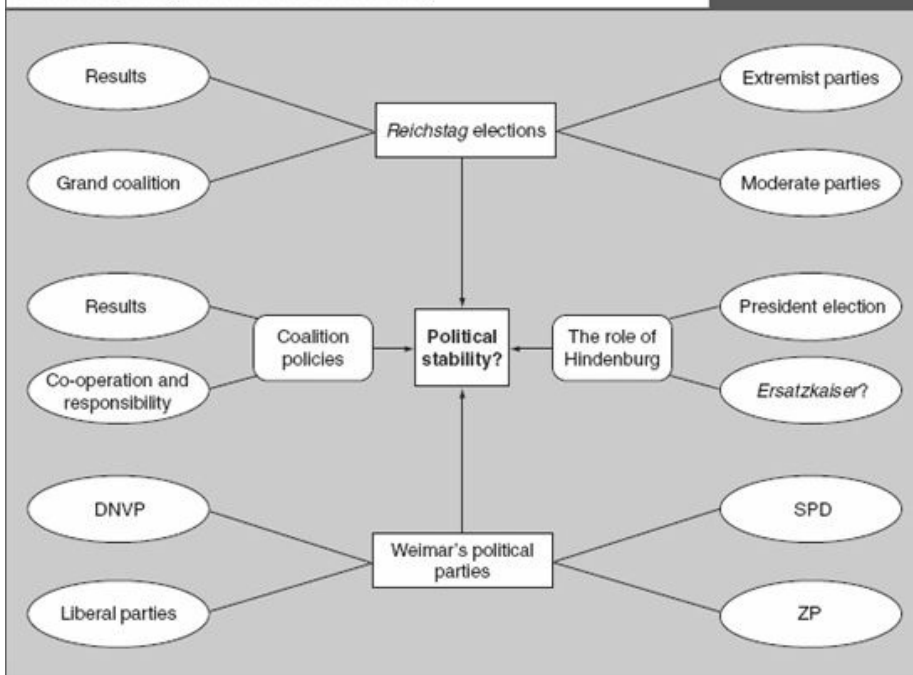 Results
Extremist parties
Reichstag elections
Grand coalition
Moderate parties
Results
President election
Coalition
policies
Political
stability?
The role of
Hindenburg
Co-operation and
responsibility
Ersatzkaiser?
DNVP
SPD
Weimar's political
parties
Liberal parties
ZP